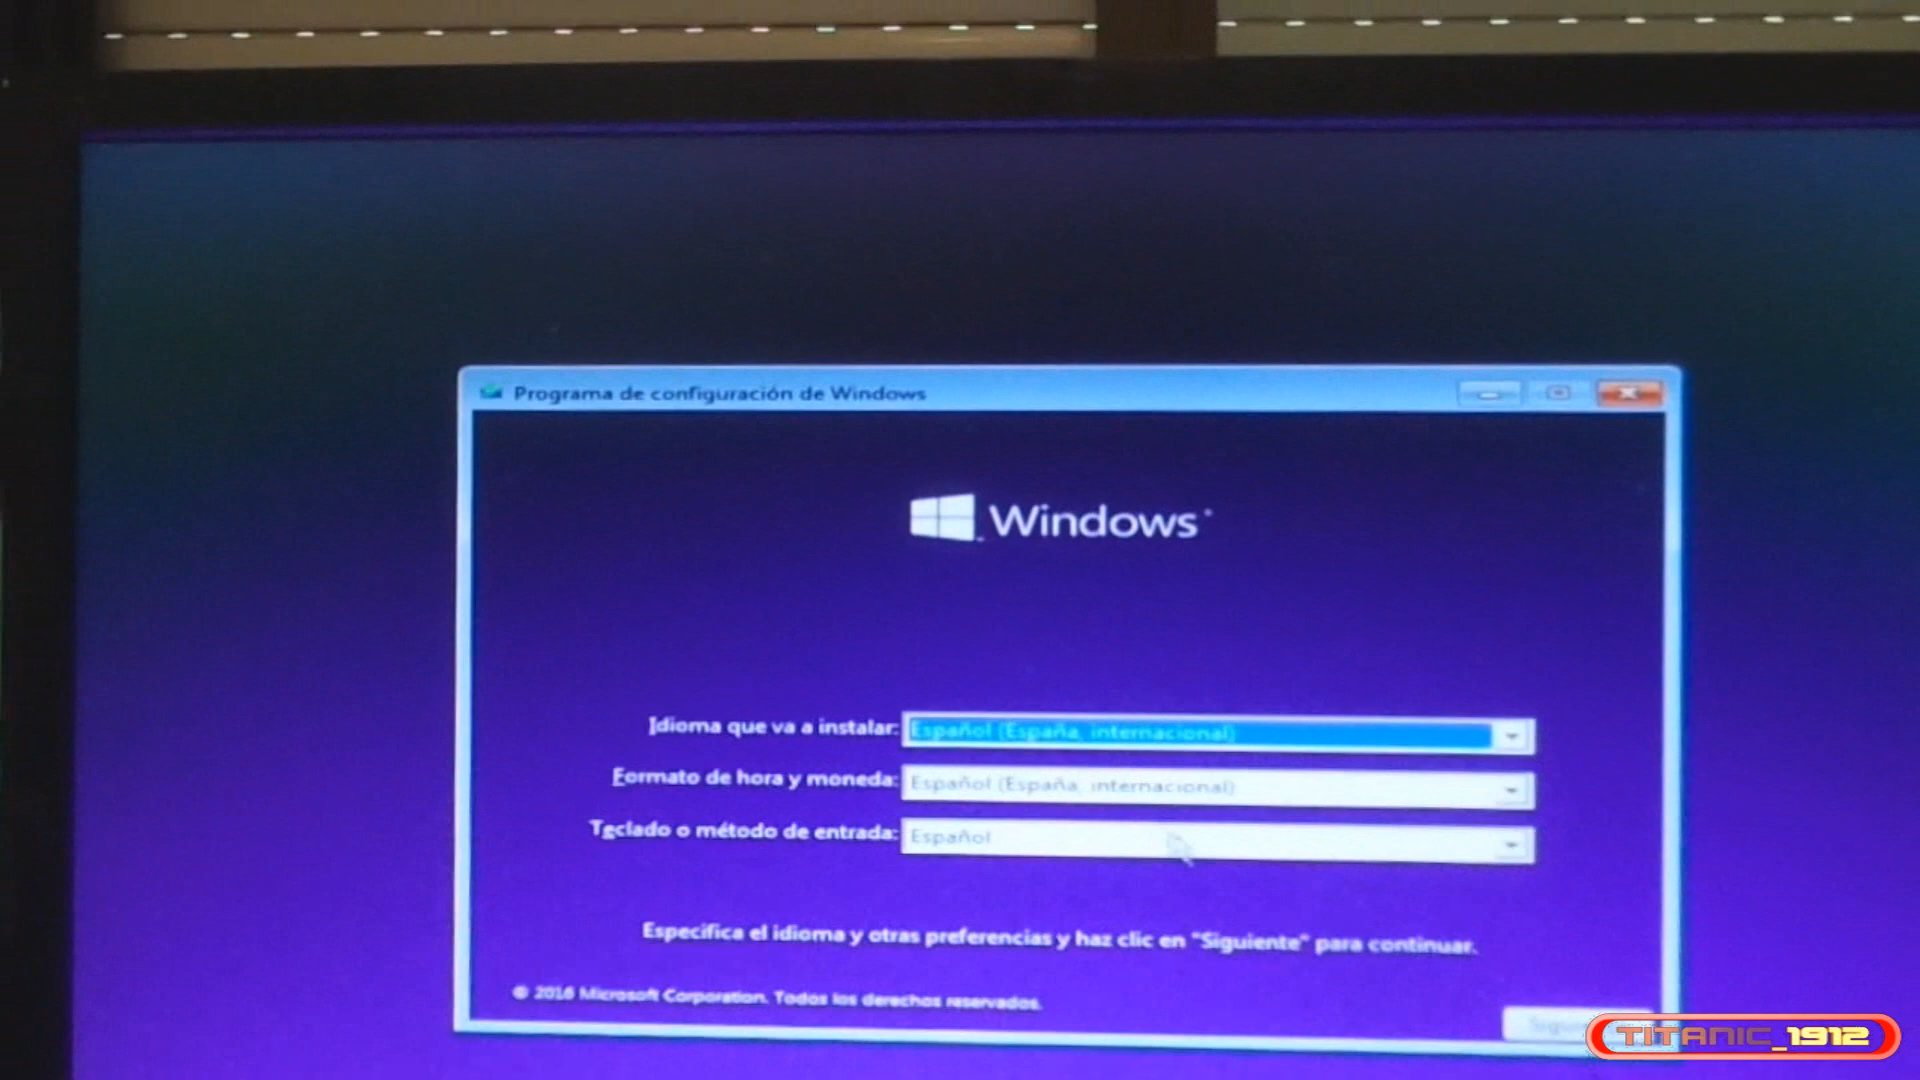 Programa de configuración de Windows
Windows
Idioma que va a instalar: Español (España, internacional)
Formato de hora y moneda: Español (España, internacional)
Teclado o método de entrada: Español
Especifica el idioma y otras preferencias y haz clic en "Siguiente" para continuar.
© 2016 Microsoft Corporation. Todos los derechos reservados.
TITANIC_1912